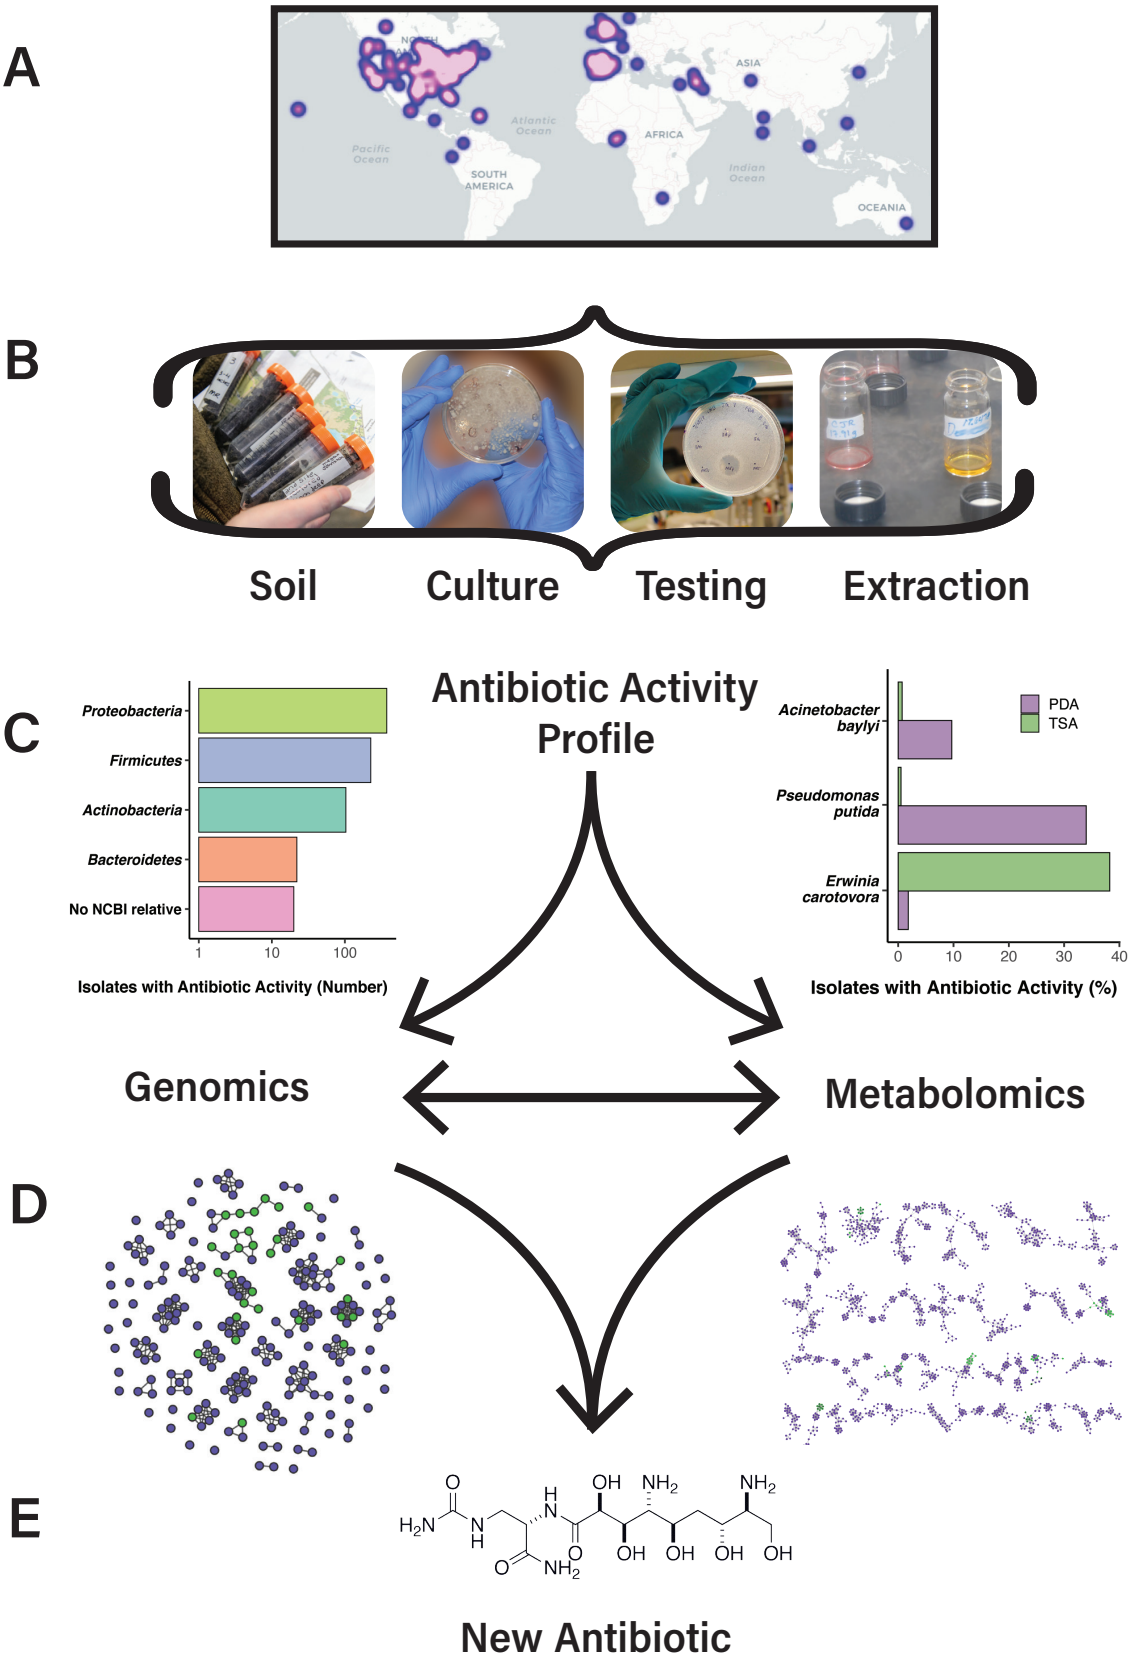 A
NORTH
AM
ASIA
Atlantic
Ocean
AFRICA
Pacific
Ocean
Indian
Ocean
SOUTH
AMERICA
OCEANIA
B
Soil
Culture
Testing
Extraction
C
Antibiotic Activity
Profile
Proteobacteria
Firmicutes
Actinobacteria
Bacteroidetes
No NCBI relative
1
10
100
Isolates with Antibiotic Activity (Number)
Acinetobacter
baylyi
PDA
TSA
Pseudomonas
putida
Erwinia
carotovora
0
10
20
30
40
Isolates with Antibiotic Activity (%)
Genomics
Metabolomics
D
E
O
H
OH
NH2
NH2
H2N
N
H
N
O
OH
OH
OH
OH
O
NH2
New Antibiotic